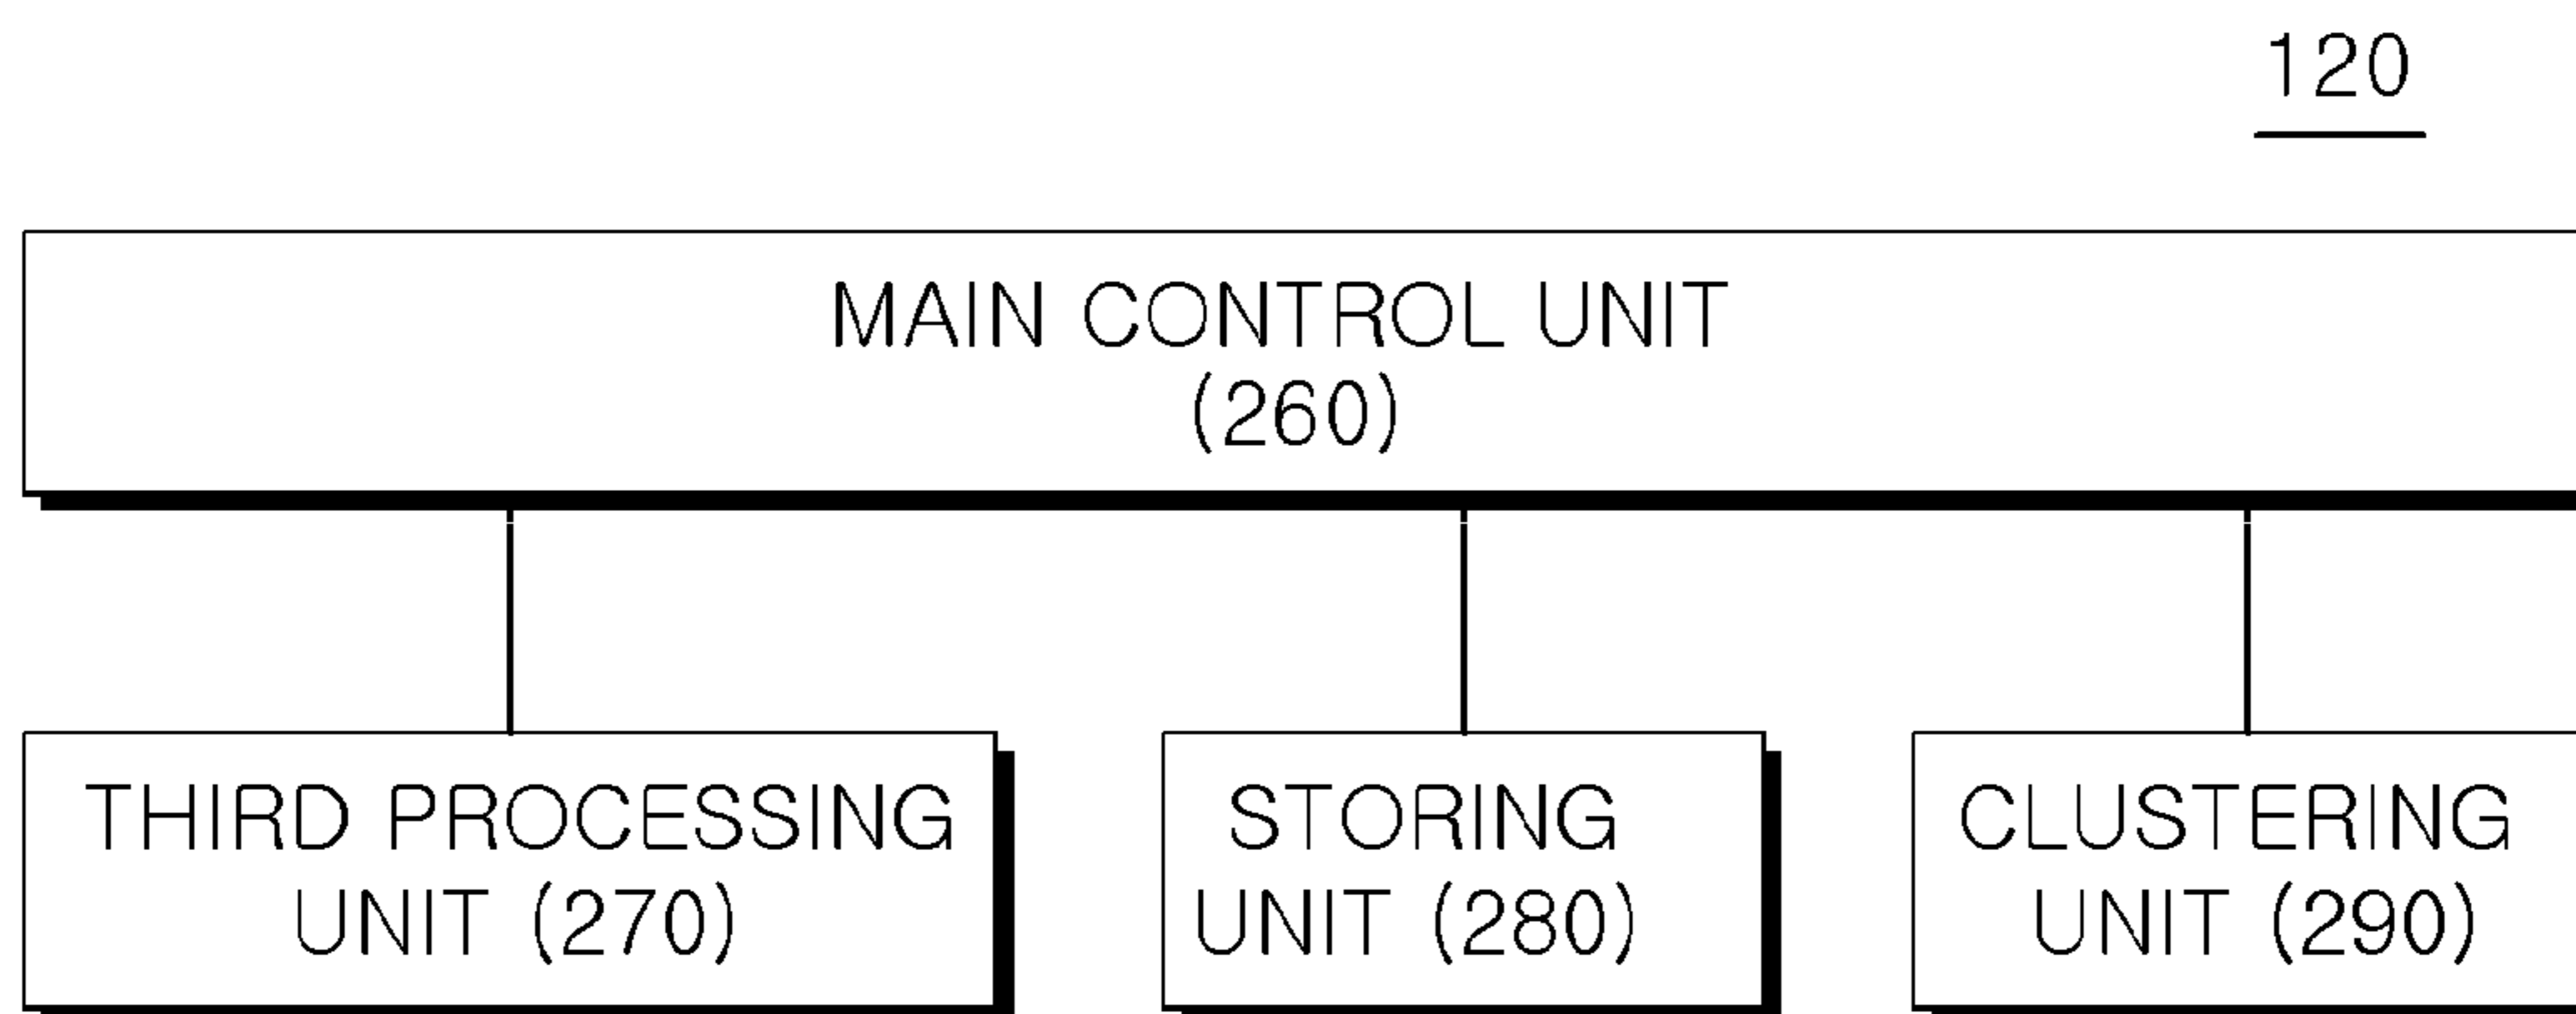 120
MAIN CONTROL UNIT
(260)
THIRD PROCESSING
UNIT (270)
STORING
UNIT (280)
CLUSTERING
UNIT (290)